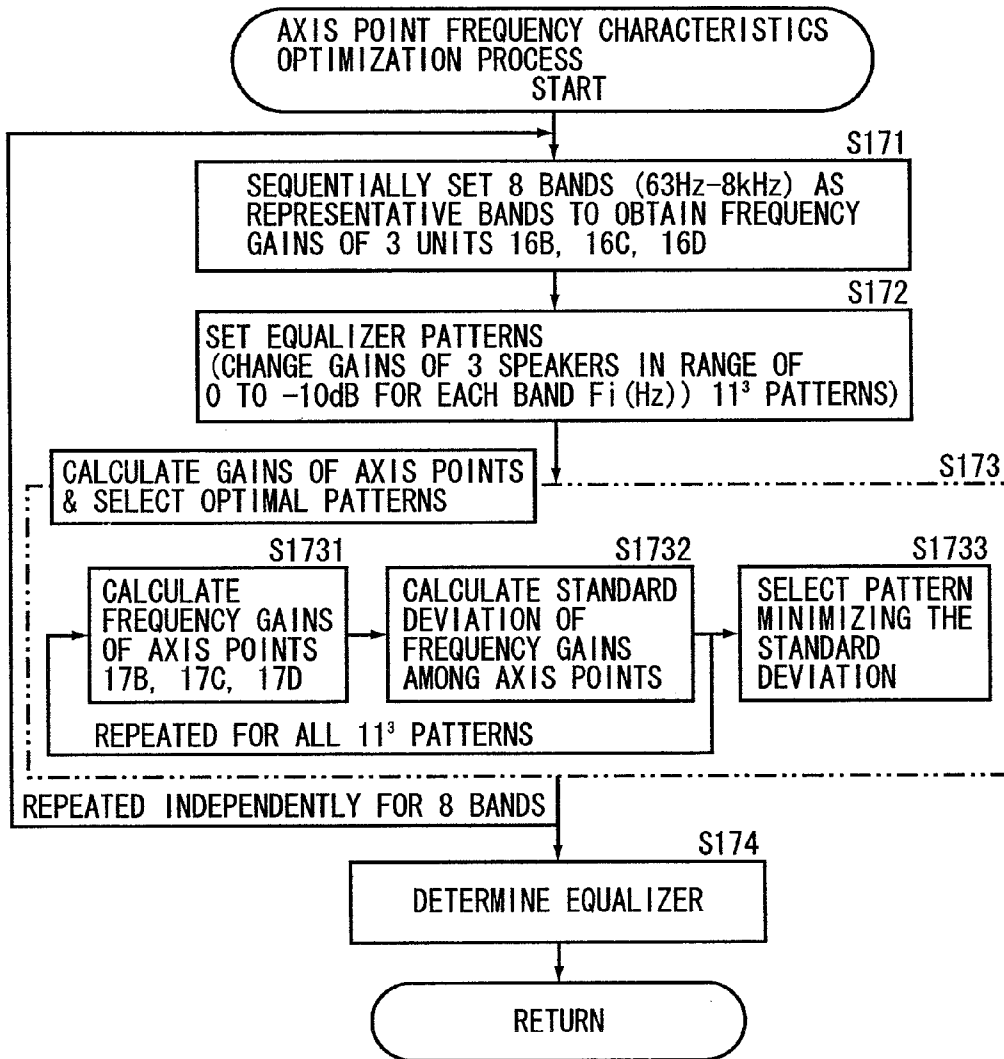 AXIS POINT FREQUENCY CHARACTERISTICS
OPTIMIZATION PROCESS
START
S171
SEQUENTIALLY SET 8 BANDS (63Hz-8kHz) AS
REPRESENTATIVE BANDS TO OBTAIN FREQUENCY
GAINS OF 3 UNITS 16B, 16C, 16D
S172
SET EQUALIZER PATTERNS
(CHANGE GAINS OF 3 SPEAKERS IN RANGE OF
0 TO -10dB FOR EACH BAND Fi(Hz)) 11³ PATTERNS)
CALCULATE GAINS OF AXIS POINTS
& SELECT OPTIMAL PATTERNS
S173
S1731
CALCULATE
FREQUENCY GAINS
OF AXIS POINTS
17B, 17C, 17D
S1732
CALCULATE STANDARD
DEVIATION OF
FREQUENCY GAINS
AMONG AXIS POINTS
S1733
SELECT PATTERN
MINIMIZING THE
STANDARD
DEVIATION
REPEATED FOR ALL 11³ PATTERNS
REPEATED INDEPENDENTLY FOR 8 BANDS
S174
DETERMINE EQUALIZER
RETURN